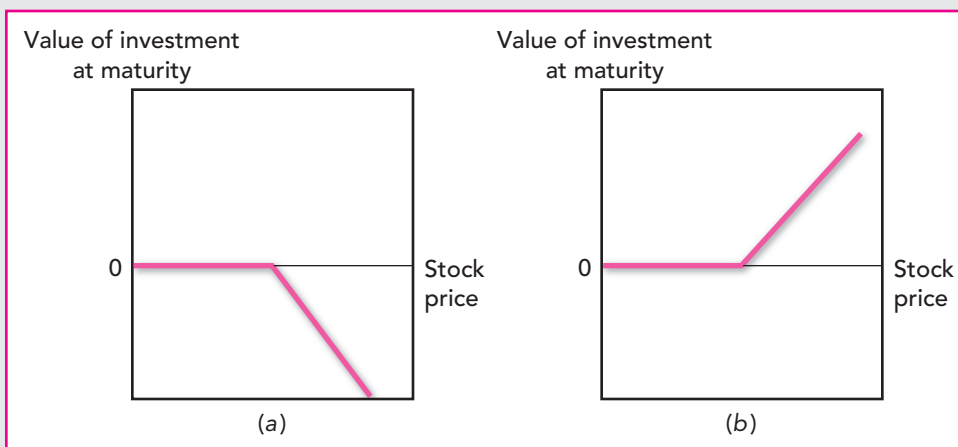 Value of investment
at maturity
0
Stock
price
(a)
Value of investment
at maturity
0
Stock
price
(b)